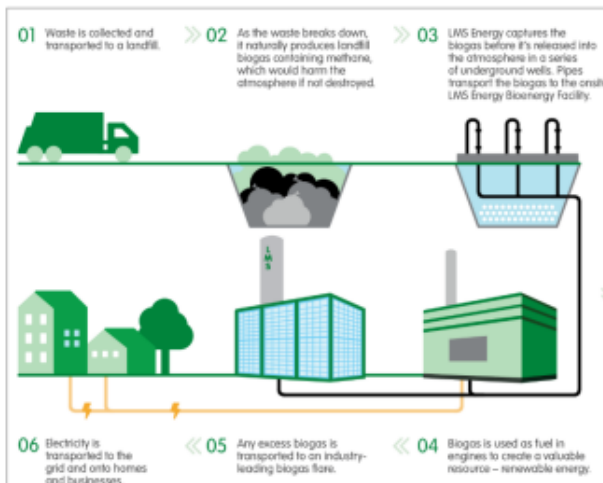 01 Waste is collected and
transported to a landfill.
02 As the waste breaks down,
it naturally produces landfill
biogas containing methane,
which would harm the
atmosphere if not destroyed.
03 LMS Energy captures the
biogas before it's released into
the atmosphere in a series
of underground wells. Pipes
transport the biogas to the onsite
LMS Energy Bioenergy Facility.
LMS
06 Electricity is
transported to the
grid and onto homes
and businesses.
05 Any excess biogas is
transported to an industry-
leading biogas flare.
04 Biogas is used as fuel in
engines to create a valuable
resource – renewable energy.